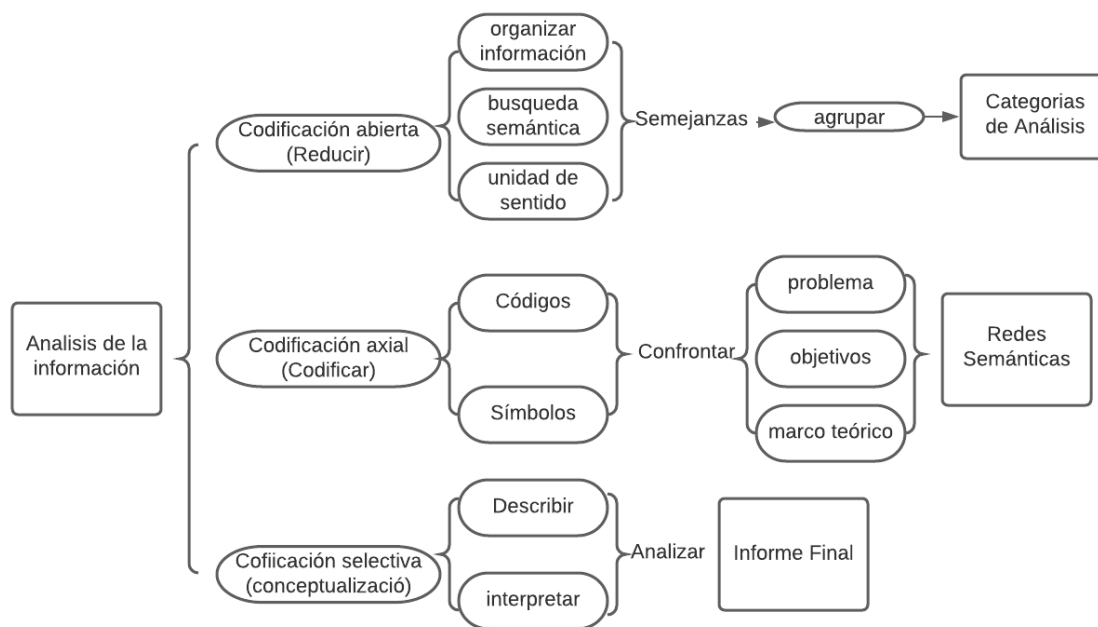 Analisis de la
información
Codificación abierta
(Reducir)
organizar
información
busqueda
semántica
unidad de
sentido
Semejanzas
agrupar
Categorias
de Análisis
Codificación axial
(Codificar)
Códigos
Símbolos
Confrontar
problema
objetivos
marco teórico
Redes
Semánticas
Cofiicación selectiva
(conceptualizació)
Describir
interpretar
Analizar
Informe Final